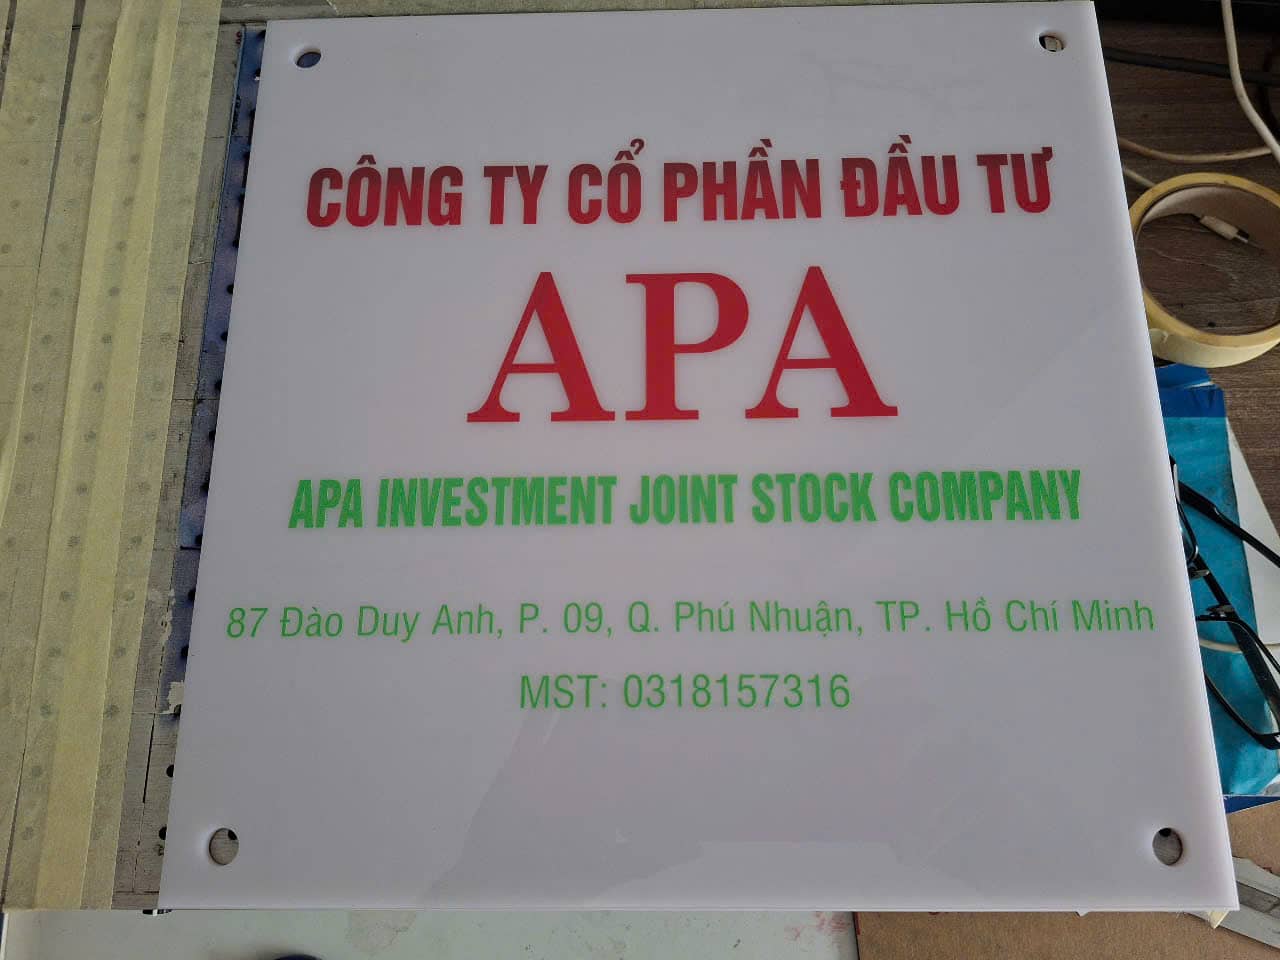 CÔNG TY CỔ PHẦN ĐẦU TƯ
APA
APA INVESTMENT JOINT STOCK COMPANY
87 Đào Duy Anh, P. 09, Q. Phú Nhuận, TP. Hồ Chí Minh
MST: 0318157316